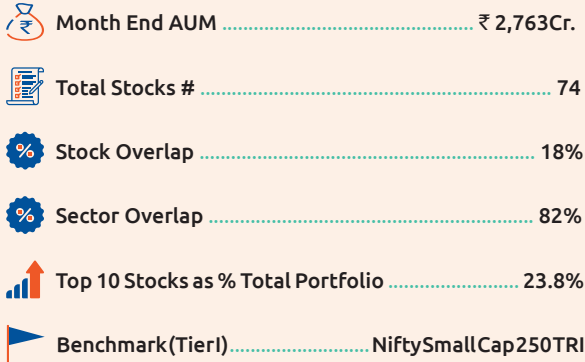 Month End AUM ................................................ ₹ 2,763Cr.
Total Stocks # .................................................................... 74
Stock Overlap ................................................................ 18%
Sector Overlap ............................................................... 82%
Top 10 Stocks as % Total Portfolio ......................... 23.8%
Benchmark(TierI)........................... NiftySmallCap250TRI